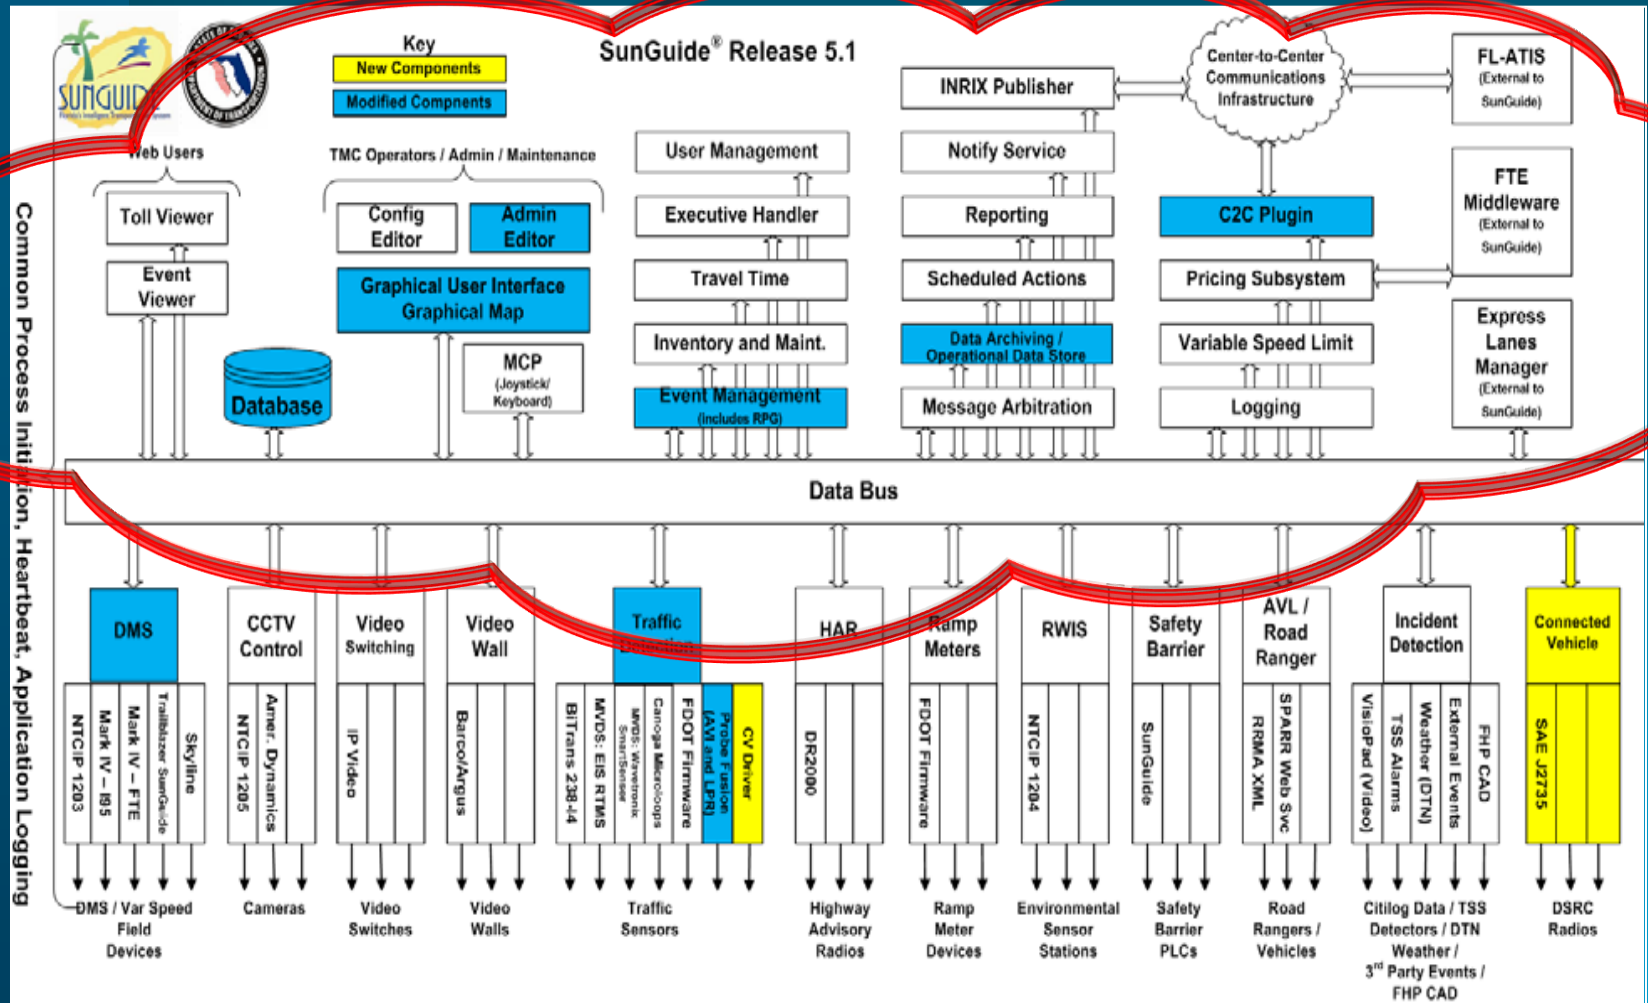 SunGuide® Release 5.1
Key
New Components
Modified Compnents
SUNGUIDE
Center-to-Center
Communications
Infrastructure
FL-ATIS
(External to
SunGuide)
INRIX Publisher
Web Users
TMC Operators / Admin / Maintenance
User Management
Notify Service
FTE
Middleware
(External to
SunGuide)
Toll Viewer
Config
Editor
Admin
Editor
Executive Handler
Reporting
C2C Plugin
Event
Viewer
Graphical User Interface
Graphical Map
Travel Time
Scheduled Actions
Pricing Subsystem
Express
Lanes
Manager
(External to
SunGuide)
Database
MCP
(Joystick/
Keyboard)
Inventory and Maint.
Data Archiving /
Operational Data Store
Variable Speed Limit
Event Management
(includes RPG)
Message Arbitration
Logging
Common Process Initiation, Heartbeat, Application Logging
Data Bus
DMS
CCTV
Control
Video
Switching
Video
Wall
Traffic
Detection
HAR
Ramp
Meters
RWIS
Safety
Barrier
AVL /
Road
Ranger
Incident
Detection
Connected
Vehicle
NTCIP 1203
Mark IV – I95
Mark IV – FTE
Trailblazer SunGuide
Skyline
NTCIP 1205
Amer. Dynamics
IP Video
Barco/Argus
BiTrans 238-I4
MVDS: EIS RTMS
MVDS: Wavetronix
SmartSensor
Canoga Microloops
FDOT Firmware
Probe Fusion
(AVI and LPR)
CV Driver
DR2000
FDOT Firmware
NTCIP 1204
SunGuide
RRMA XML
SPARR Web Svc
VisioPad (Video)
TSS Alarms
Weather (DTN)
External Events
FHP CAD
SAE J2735
DMS / Var Speed
Field
Devices
Cameras
Video
Switches
Video
Walls
Traffic
Sensors
Highway
Advisory
Radios
Ramp
Meter
Devices
Environmental
Sensor
Stations
Safety
Barrier
PLCs
Road
Rangers /
Vehicles
Citilog Data / TSS
Detectors / DTN
Weather /
3rd Party Events /
FHP CAD
DSRC
Radios